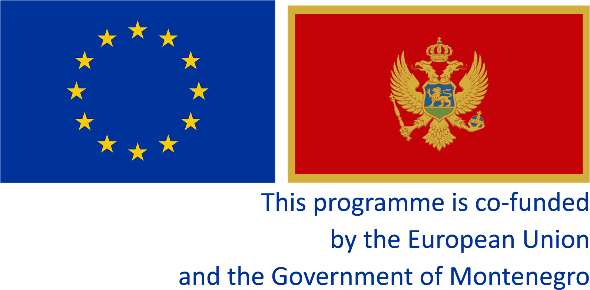 This programme is co-funded
by the European Union
and the Government of Montenegro